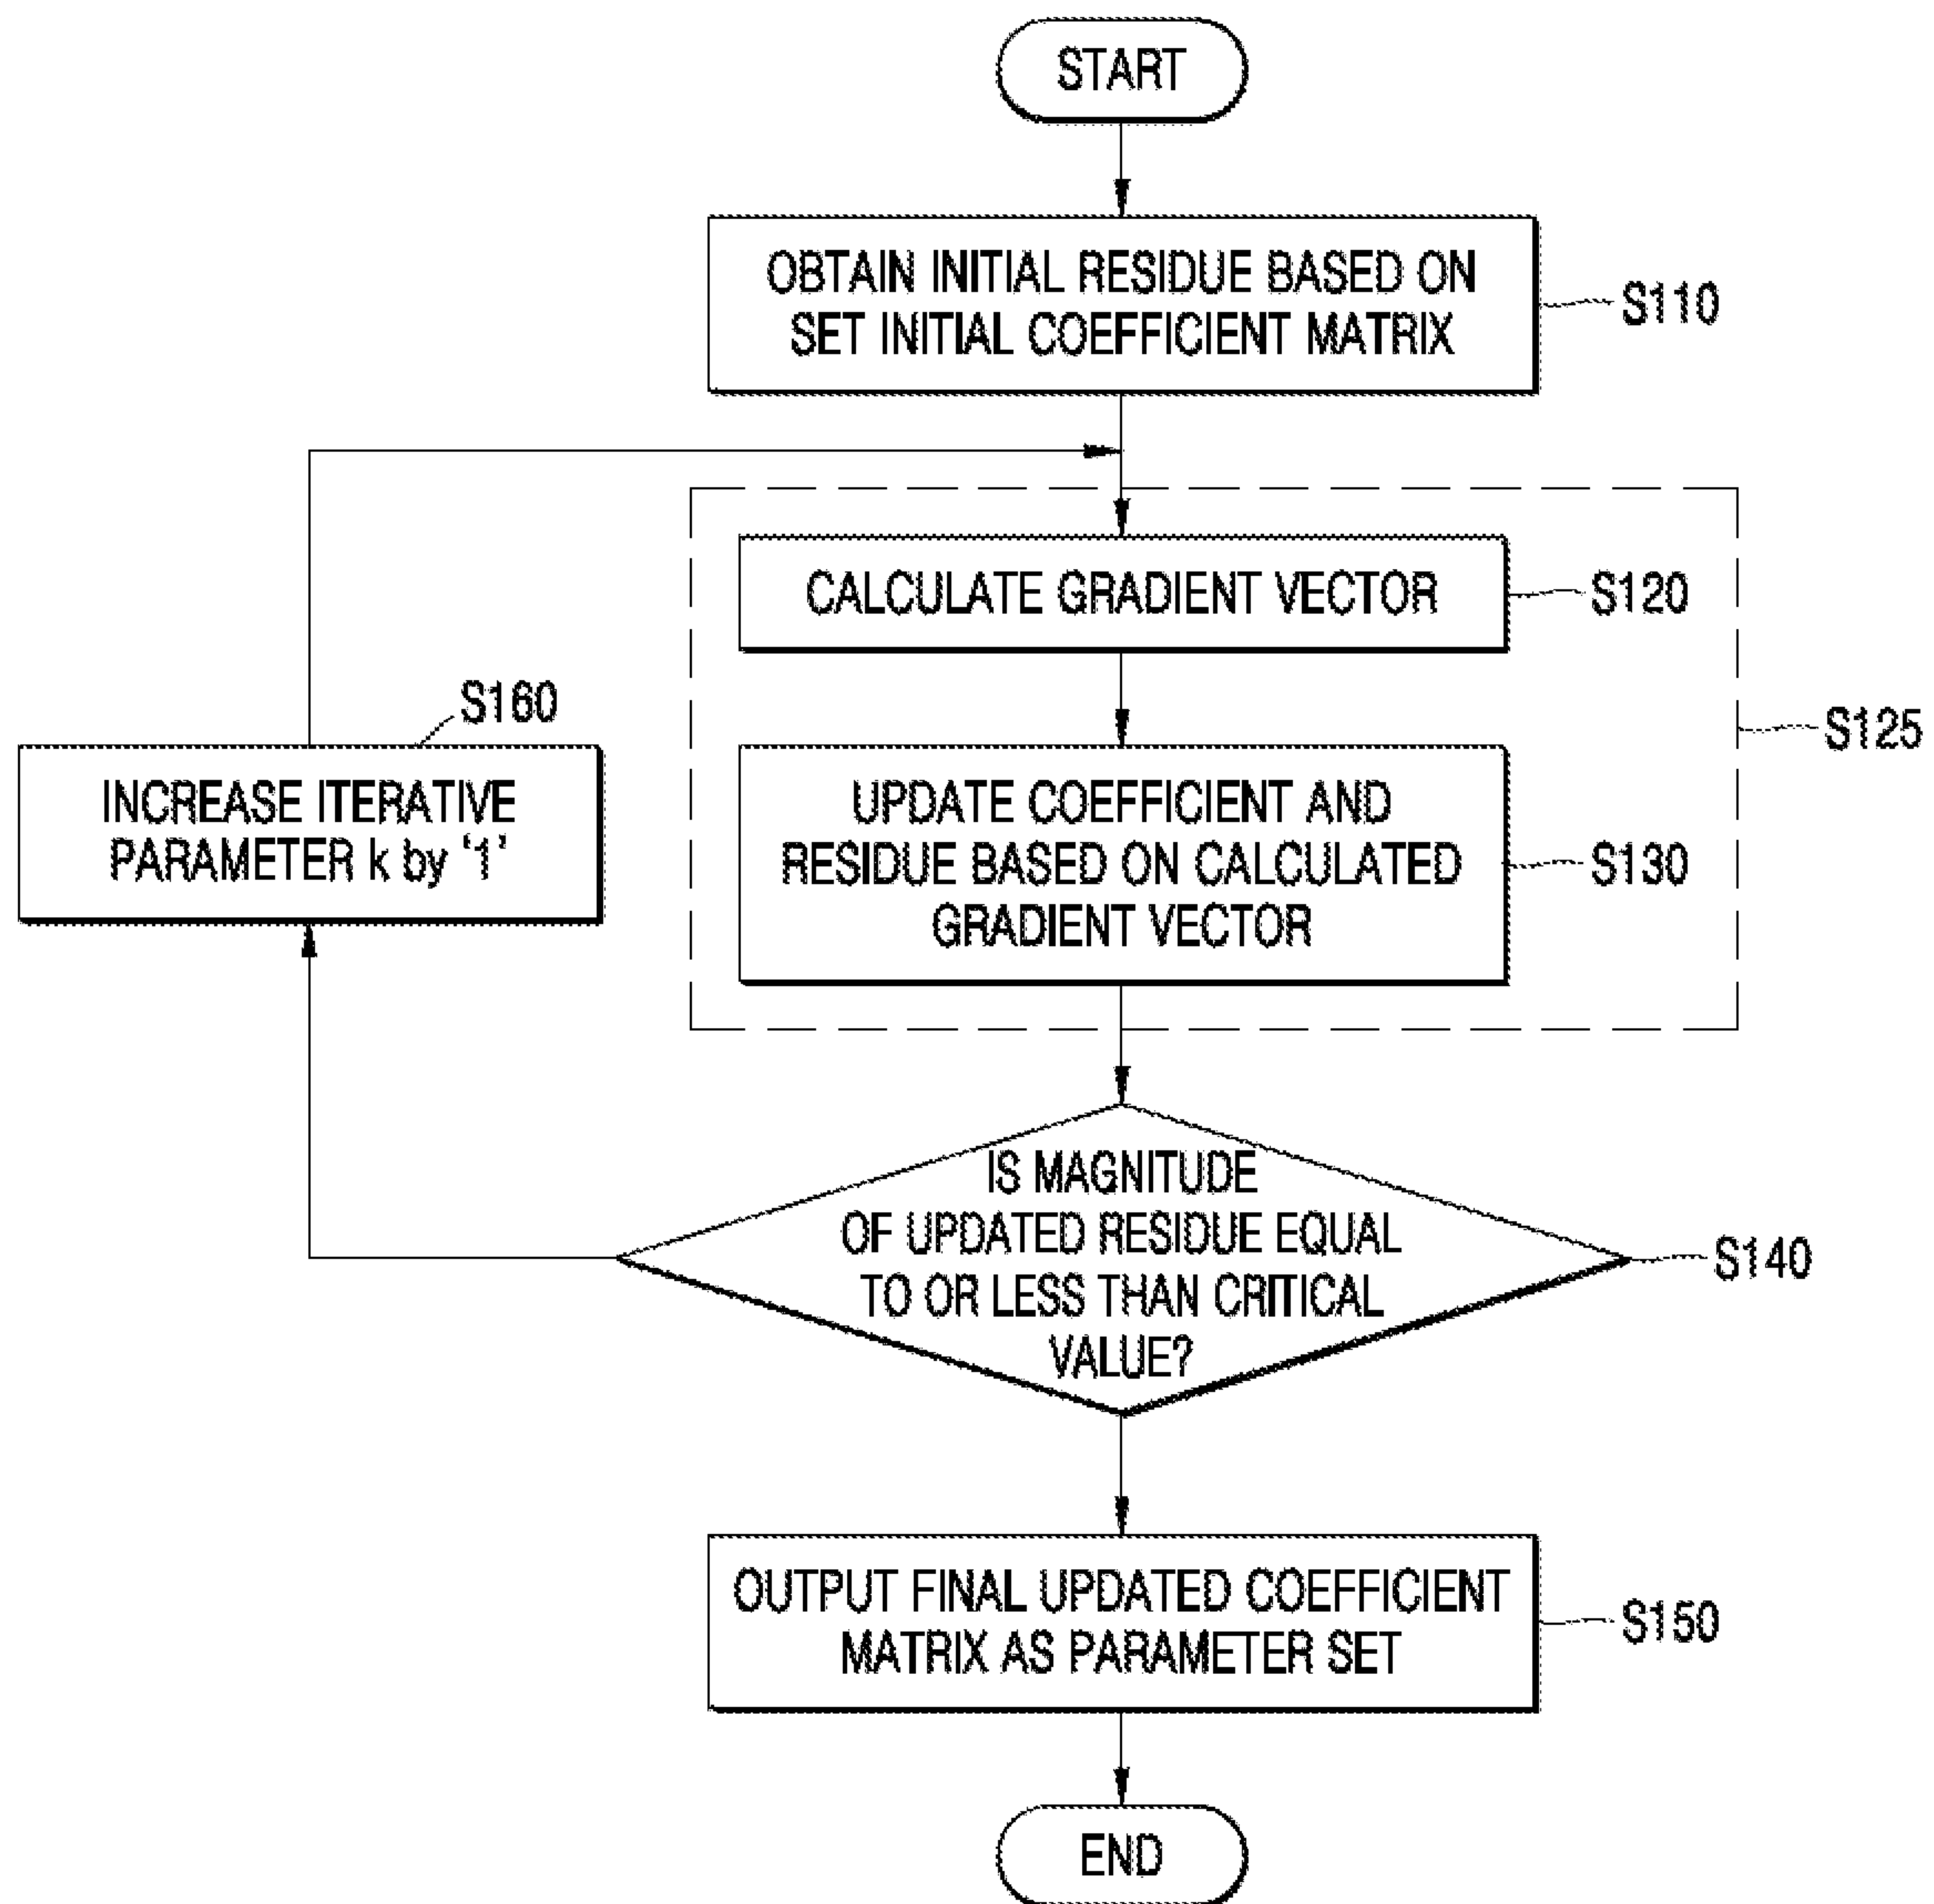 START
OBTAIN INITIAL RESIDUE BASED ON
SET INITIAL COEFFICIENT MATRIX
S110
CALCULATE GRADIENT VECTOR
S120
S125
UPDATE COEFFICIENT AND
RESIDUE BASED ON CALCULATED
GRADIENT VECTOR
S130
S160
INCREASE ITERATIVE
PARAMETER k by '1'
IS MAGNITUDE
OF UPDATED RESIDUE EQUAL
TO OR LESS THAN CRITICAL
VALUE?
S140
OUTPUT FINAL UPDATED COEFFICIENT
MATRIX AS PARAMETER SET
S150
END